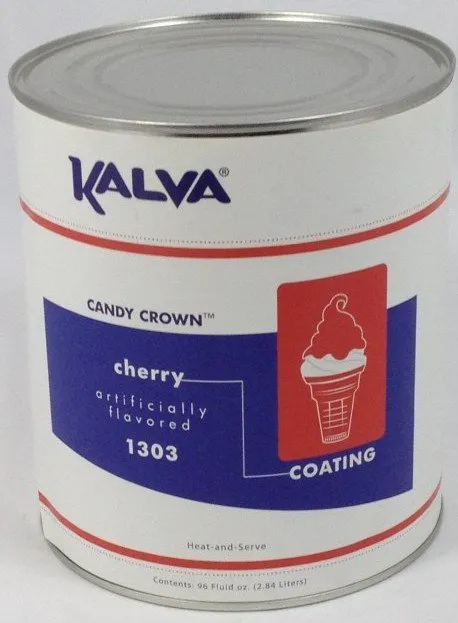 KALVA®
CANDY CROWN™
cherry
artificially
flavored
1303
COATING
Heat-and-Serve
Contents: 96 Fluid oz. (2.84 Liters)